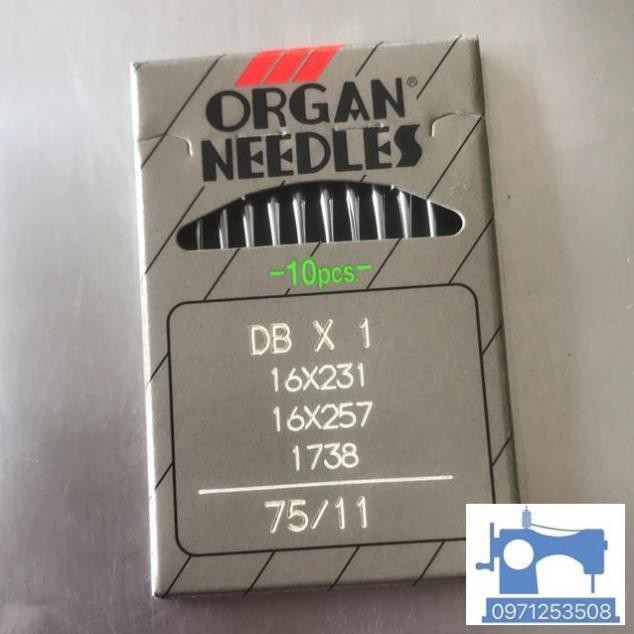 ORGAN®
NEEDLES
-10pcs.-
DB X 1
16X231
16X257
1738
75/11
0971253508